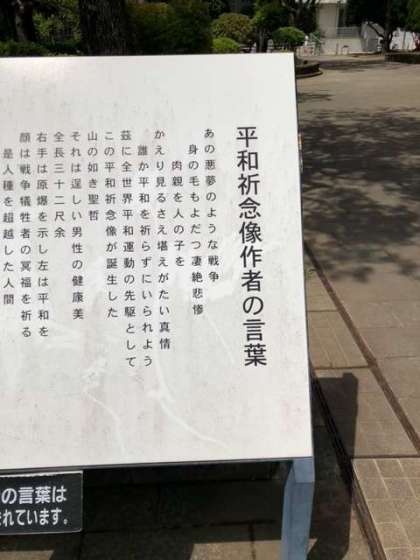 平和祈念像作者の言葉
あの悪夢のような戦争
身の毛もよだつ凄絶悲惨
肉親を人の子を
かえり見るさえ堪えがたい真情
誰か平和を祈らずにいられよう
茲に全世界平和運動の先駆として
この平和祈念像が誕生した
山の如き聖哲
それは逞しい男性の健康美
全長三十二尺余
右手は原爆を示し左は平和を
顔は戦争犠牲者の冥福を祈る
是人種を超越した人間
の言葉は
れています。